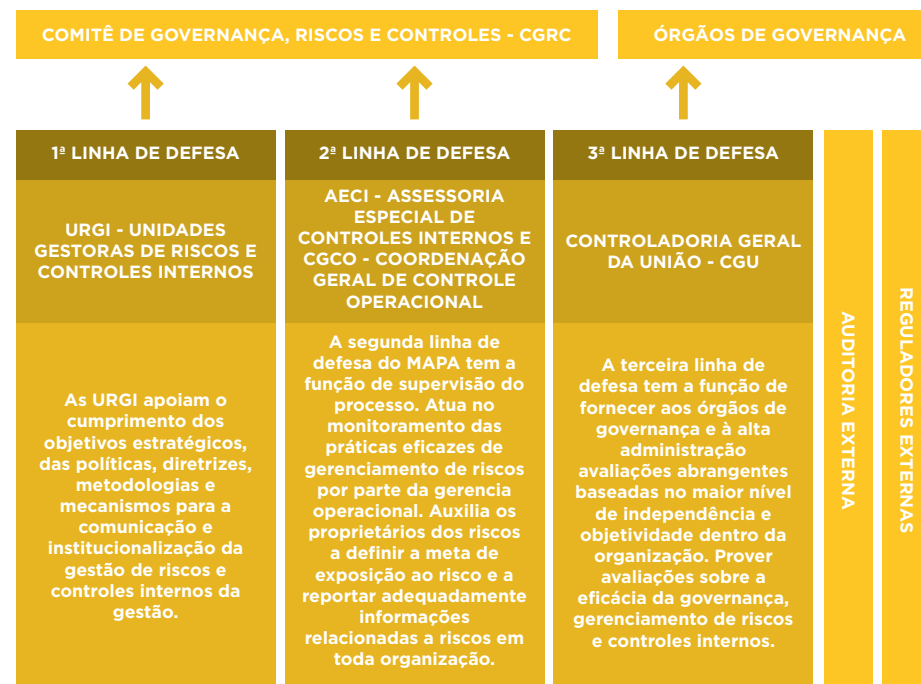 COMITÊ DE GOVERNANÇA, RISCOS E CONTROLES - CGRC
ÓRGÃOS DE GOVERNANÇA
1ª LINHA DE DEFESA
URGI - UNIDADES
GESTORAS DE RISCOS E
CONTROLES INTERNOS
As URGI apoiam o
cumprimento dos
objetivos estratégicos,
das políticas, diretrizes,
metodologias e
mecanismos para a
comunicação e
institucionalização da
gestão de riscos e
controles internos da
gestão.
2ª LINHA DE DEFESA
AECI - ASSESSORIA
ESPECIAL DE
CONTROLES INTERNOS E
CGCO - COORDENAÇÃO
GERAL DE CONTROLE
OPERACIONAL
A segunda linha de
defesa do MAPA tem a
função de supervisão do
processo. Atua no
monitoramento das
práticas eficazes de
gerenciamento de riscos
por parte da gerencia
operacional. Auxilia os
proprietários dos riscos
a definir a meta de
exposição ao risco e a
reportar adequadamente
informações
relacionadas a riscos em
toda organização.
3ª LINHA DE DEFESA
CONTROLADORIA GERAL
DA UNIÃO - CGU
A terceira linha de
defesa tem a função de
fornecer aos órgãos de
governança e à alta
administração
avaliações abrangentes
baseadas no maior nível
de independência e
objetividade dentro da
organização. Prover
avaliações sobre a
eficácia da governança,
gerenciamento de riscos
e controles internos.
AUDITORIA EXTERNA
REGULADORES EXTERNAS